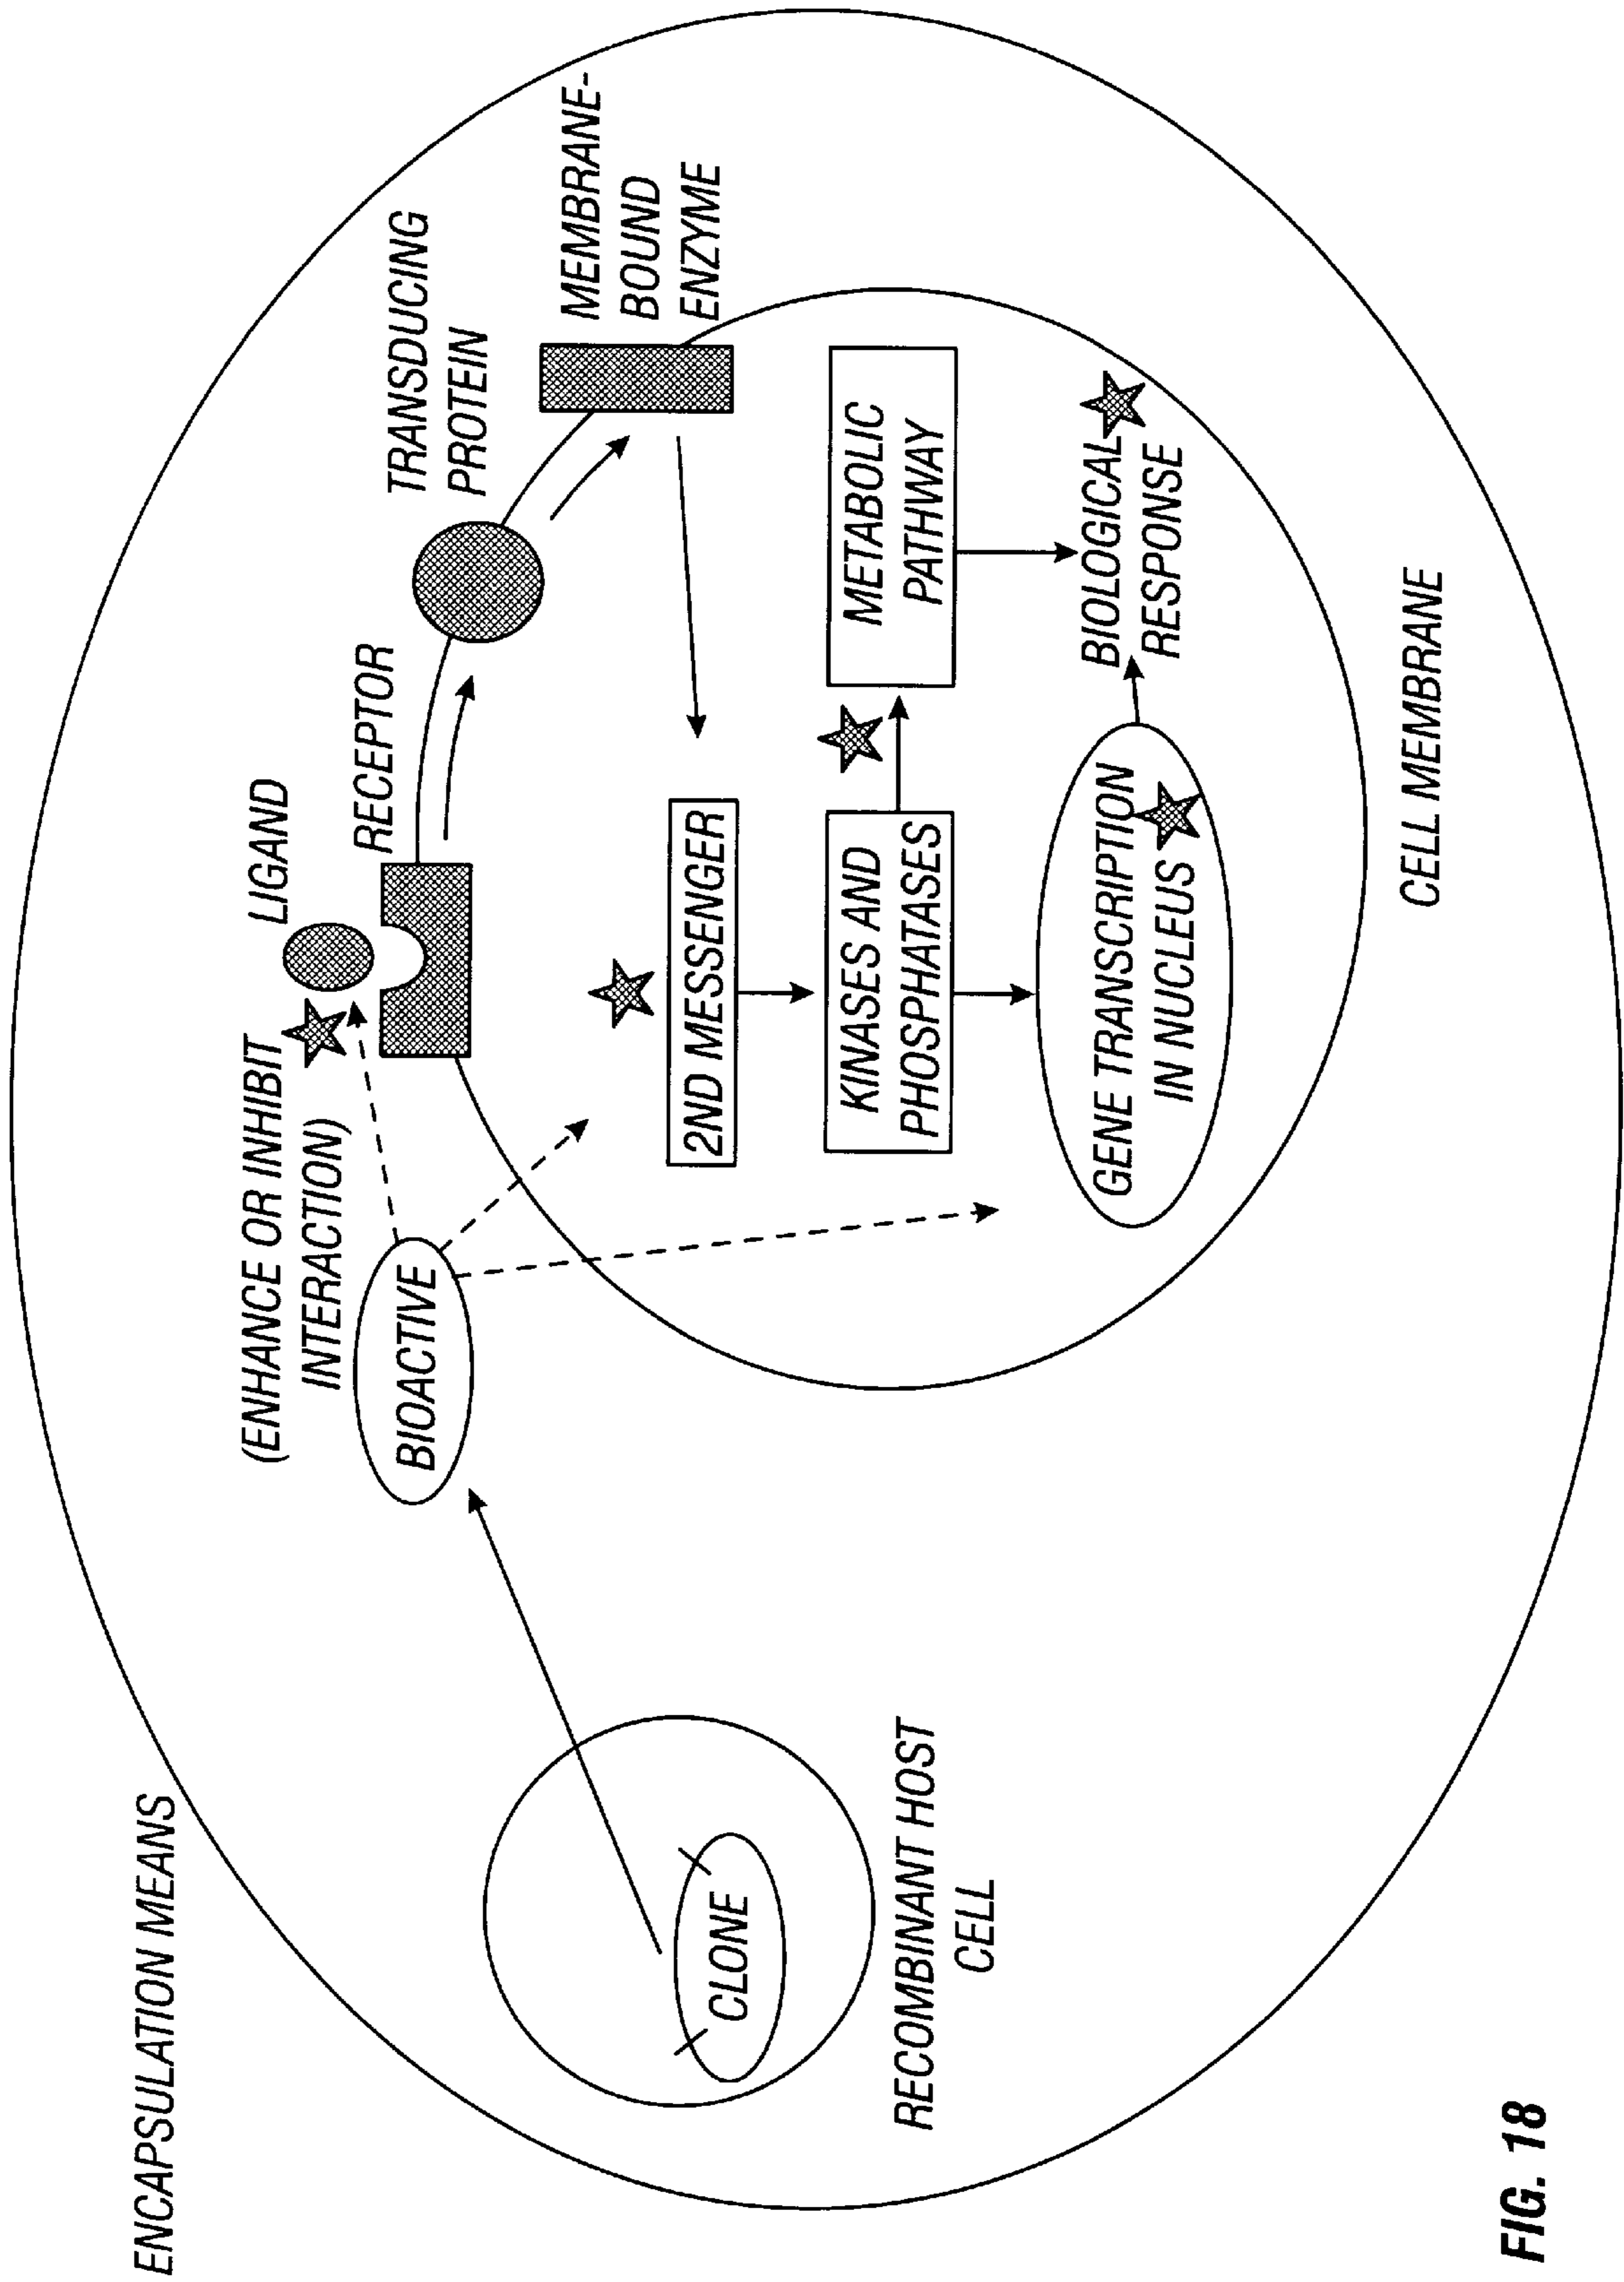 ENCAPSULATION MEANS
(ENHANCE OR INHIBIT
INTERACTION)
LIGAND
RECEPTOR
TRANSDUCING
PROTEIN
MEMBRANE-
BOUND
ENZYME
BIOACTIVE
2ND MESSENGER
KINASES AND
PHOSPHATASES
METABOLIC
PATHWAY
GENE TRANSCRIPTION
IN NUCLEUS
BIOLOGICAL
RESPONSE
CLONE
RECOMBINANT HOST
CELL
CELL MEMBRANE
FIG. 18